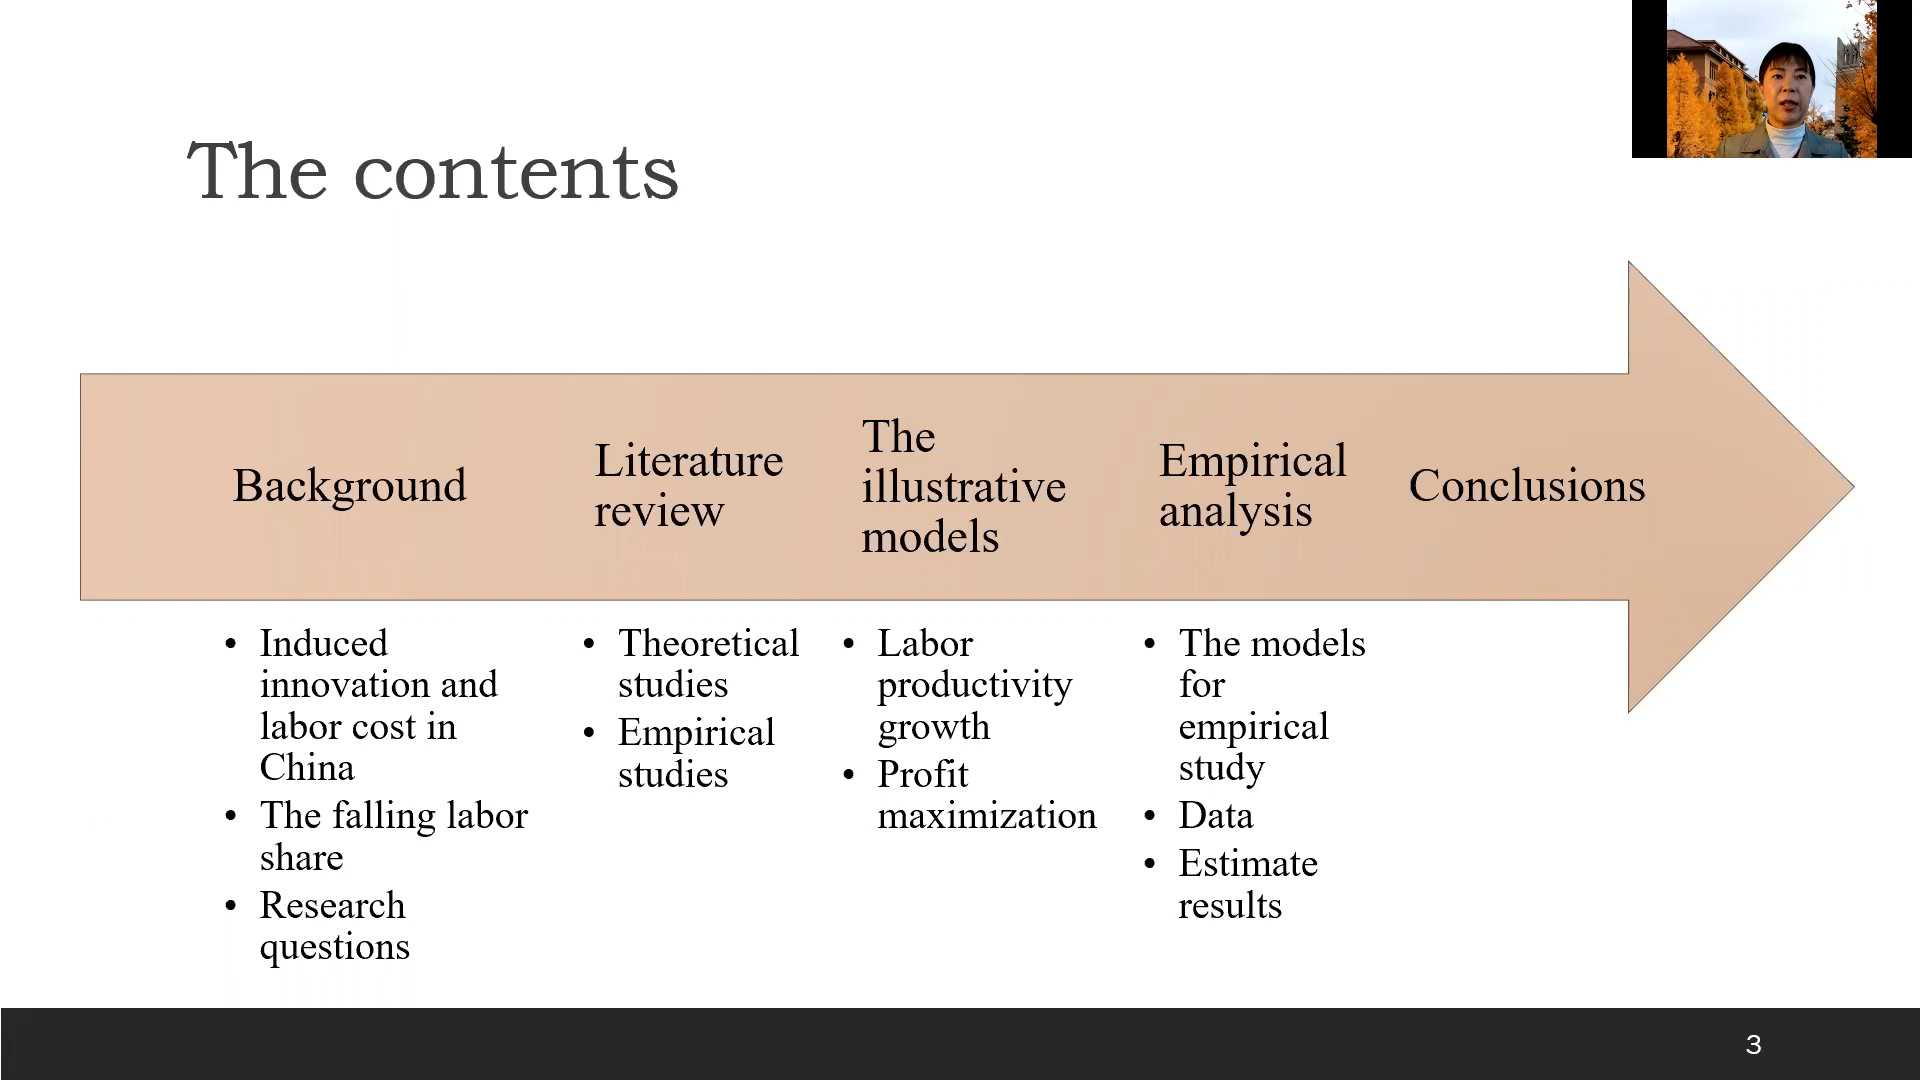 The contents
Background
Literature
review
The
illustrative
models
Empirical
analysis
Conclusions
• Induced
innovation and
labor cost in
China
• The falling labor
share
• Research
questions
• Theoretical
studies
• Empirical
studies
• Labor
productivity
growth
• Profit
maximization
• The models
for
empirical
study
• Data
• Estimate
results
3